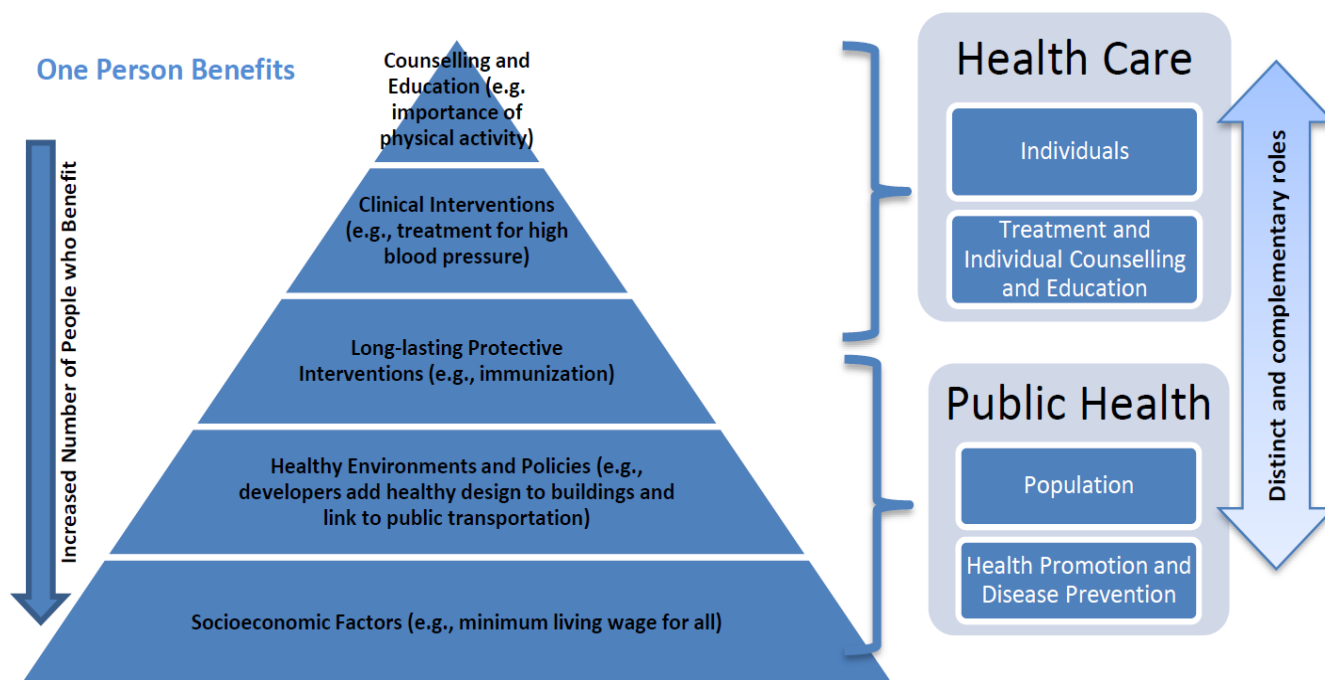 One Person Benefits
Increased Number of People who Benefit
Counselling and
Education (e.g.
importance of
physical activity)
Clinical Interventions
(e.g., treatment for high
blood pressure)
Long-lasting Protective
Interventions (e.g., immunization)
Healthy Environments and Policies (e.g.,
developers add healthy design to buildings and
link to public transportation)
Socioeconomic Factors (e.g., minimum living wage for all)
Health Care
Individuals
Treatment and
Individual Counselling
and Education
Public Health
Population
Health Promotion and
Disease Prevention
Distinct and complementary roles